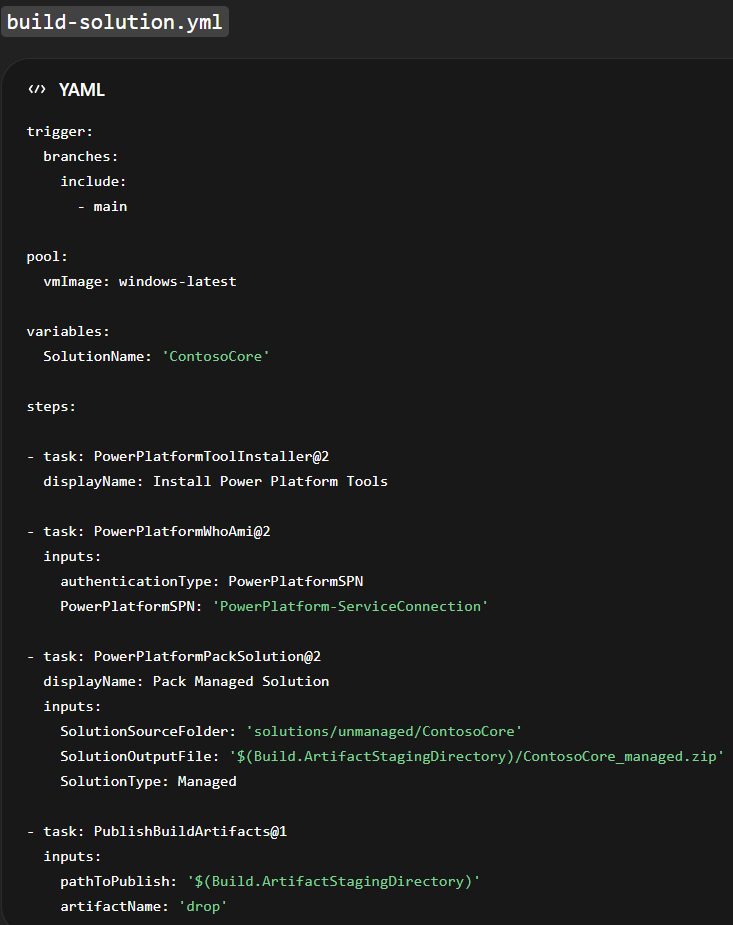 build-solution.yml
</> YAML
trigger:
  branches:
    include:
      - main
pool:
  vmImage: windows-latest
variables:
  SolutionName: 'ContosoCore'
steps:
- task: PowerPlatformToolInstaller@2
  displayName: Install Power Platform Tools
- task: PowerPlatformWhoAmi@2
  inputs:
    authenticationType: PowerPlatformSPN
    PowerPlatformSPN: 'PowerPlatform-ServiceConnection'
- task: PowerPlatformPackSolution@2
  displayName: Pack Managed Solution
  inputs:
    SolutionSourceFolder: 'solutions/unmanaged/ContosoCore'
    SolutionOutputFile: '$(Build.ArtifactStagingDirectory)/ContosoCore_managed.zip'
    SolutionType: Managed
- task: PublishBuildArtifacts@1
  inputs:
    pathToPublish: '$(Build.ArtifactStagingDirectory)'
    artifactName: 'drop'